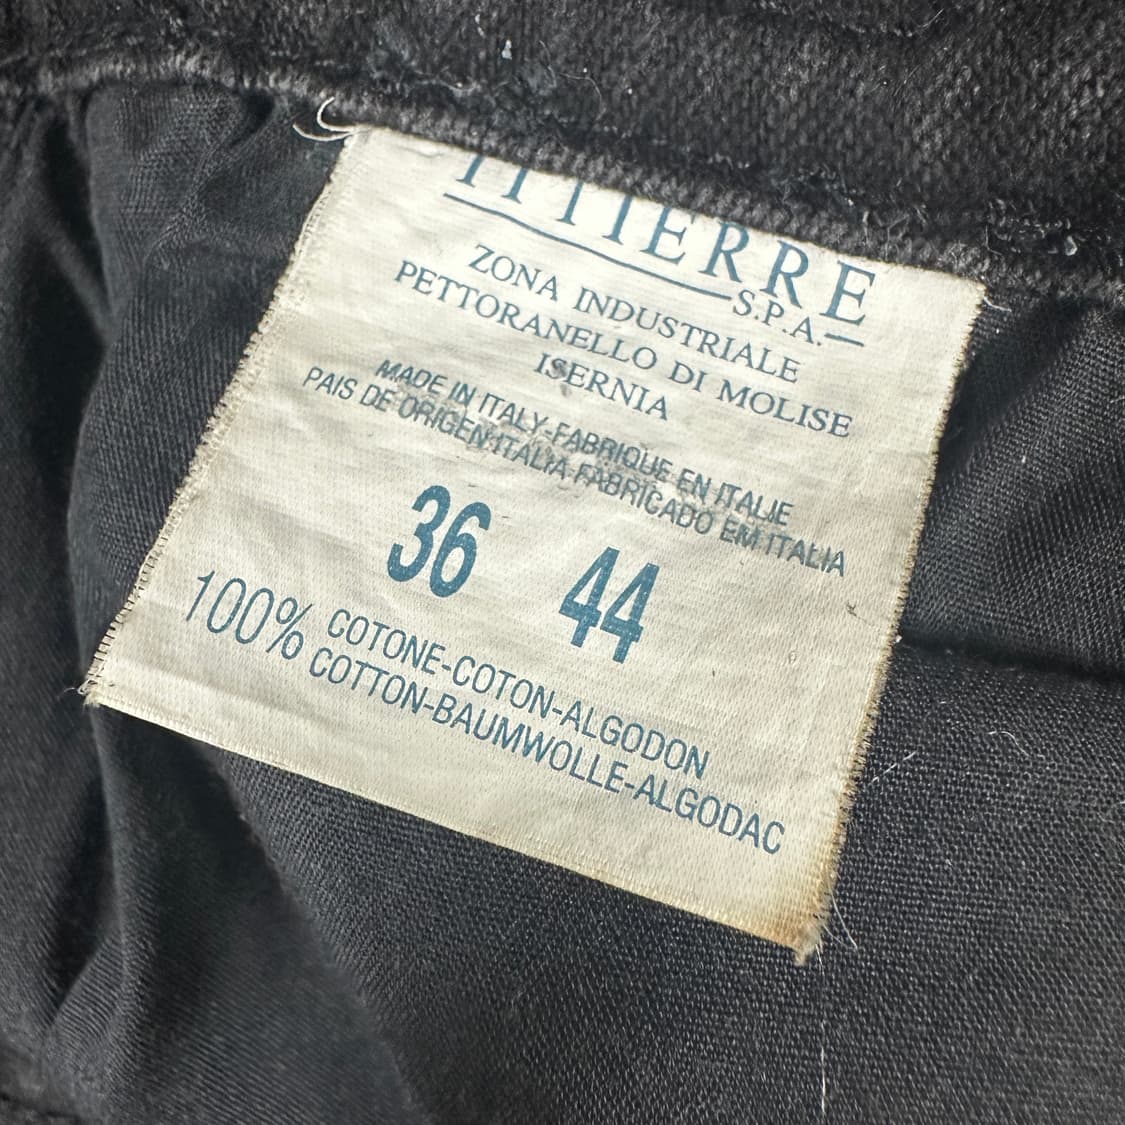 ITTIERRE
S.P.A.
ZONA INDUSTRIALE
PETTORANELLO DI MOLISE
ISERNIA
MADE IN ITALY-FABRIQUE EN ITALIE
PAIS DE ORIGEN:ITALIA-FABRICADO EM ITALIA
36 44
100% COTONE-COTON-ALGODON
COTTON-BAUMWOLLE-ALGODAC